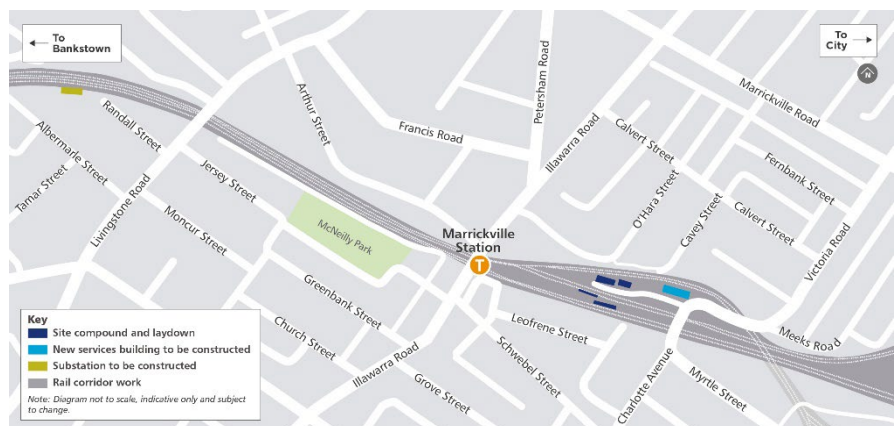 To
Bankstown
To
City
N
Marrickville Road
Petersham Road
Arthur Street
Francis Road
Illawarra Road
Calvert Street
Fernbank Street
Randall Street
Albermarle Street
Tamar Street
Jersey Street
Livingstone Road
Moncur Street
McNeilly Park
Marrickville
Station
T
O'Hara Street
Cavey Street
Calvert Street
Victoria Road
Greenbank Street
Church Street
Illawarra Road
Grove Street
Leofrene Street
Schwebel Street
Charlotte Avenue
Myrtle Street
Meeks Road
Key
Site compound and laydown
New services building to be constructed
Substation to be constructed
Rail corridor work
Note: Diagram not to scale, indicative only and subject
to change.